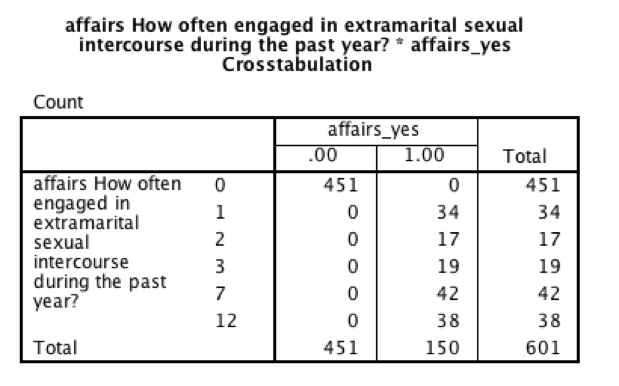 affairs How often engaged in extramarital sexual
intercourse during the past year? * affairs_yes
Crosstabulation
Count
affairs_yes
.00 1.00 Total
affairs How often engaged in extramarital sexual intercourse during the past year? 0 451 0 451
1 0 34 34
2 0 17 17
3 0 19 19
7 0 42 42
12 0 38 38
Total 451 150 601